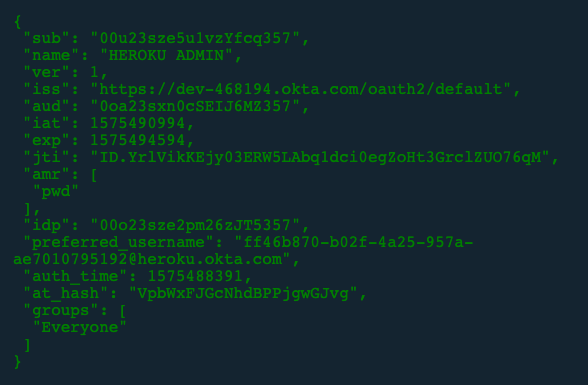 {
"sub": "00u23sze5u1vzYfcq357",
"name": "HEROKU ADMIN",
"ver": 1,
"iss": "https://dev-468194.okta.com/oauth2/default",
"aud": "0oa23sxn0cSEIJ6MZ357",
"iat": 1575490994,
"exp": 1575494594,
"jti": "ID.YrlVikKEjy03ERW5LAbq1dci0egZoHt3GrclZUO76qM",
"amr": [
"pwd"
],
"idp": "00o23sze2pm26zJT5357",
"preferred_username": "ff46b870-b02f-4a25-957a-
ae7010795192@heroku.okta.com",
"auth_time": 1575488391,
"at_hash": "VpbWxFJGcNhdBPPjgwGJvg",
"groups": [
"Everyone"
]
}